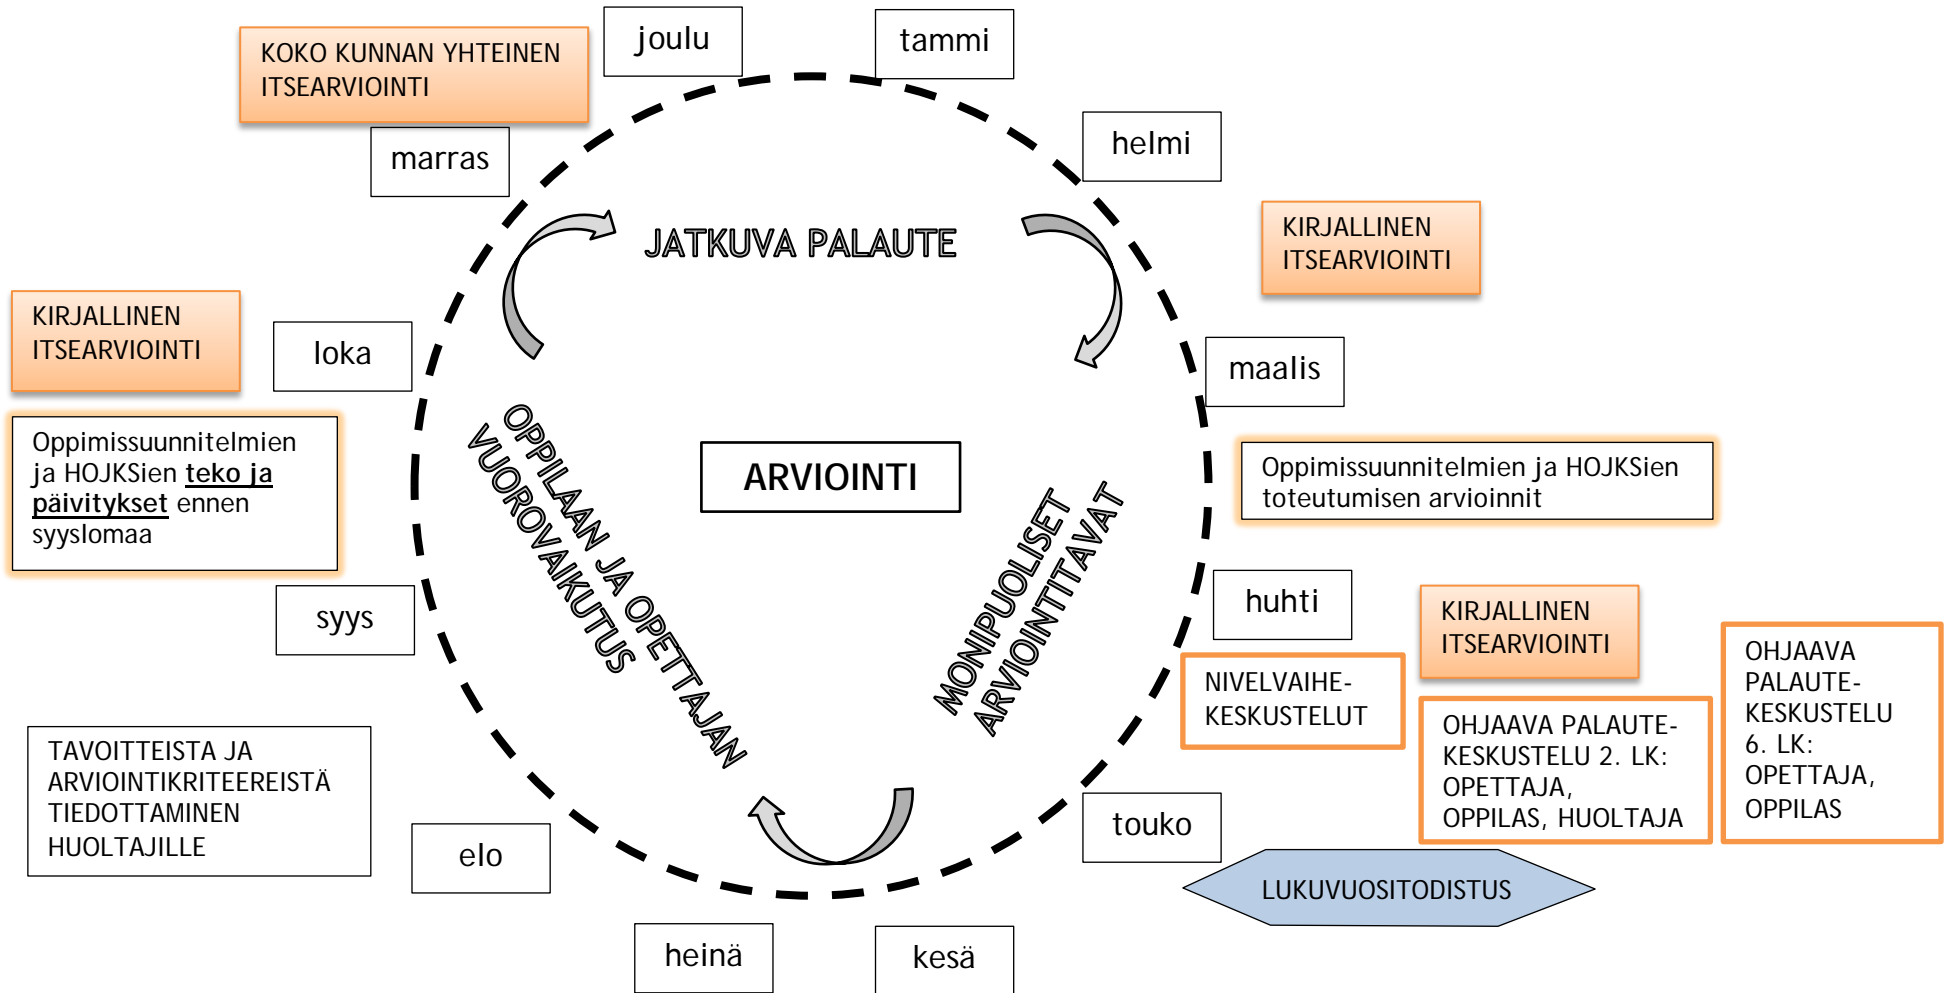 joulu
tammi
KOKO KUNNAN YHTEINEN
ITSEARVIOINTI
marras
helmi
JATKUVA PALAUTE
KIRJALLINEN
ITSEARVIOINTI
KIRJALLINEN
ITSEARVIOINTI
loka
maalis
Oppimissuunnitelmien
ja HOJKSien teko ja
päivitykset ennen
syyslomaa
OPPILAAN JA OPETTAJAN
VUOROVAIKUTUS
ARVIOINTI
MONIPUOLISET
ARVIOINTITAVAT
Oppimissuunnitelmien ja HOJKSien
toteutumisen arvioinnit
syys
huhti
KIRJALLINEN
ITSEARVIOINTI
NIVELVAIHE-
KESKUSTELUT
OHJAAVA PALAUTE-
KESKUSTELU 2. LK:
OPETTAJA,
OPPILAS, HUOLTAJA
OHJAAVA
PALAUTE-
KESKUSTELU
6. LK:
OPETTAJA,
OPPILAS
TAVOITTEISTA JA
ARVIOINTIKRITEEREISTÄ
TIEDOTTAMINEN
HUOLTAJILLE
elo
touko
LUKUVUOSITODISTUS
heinä
kesä